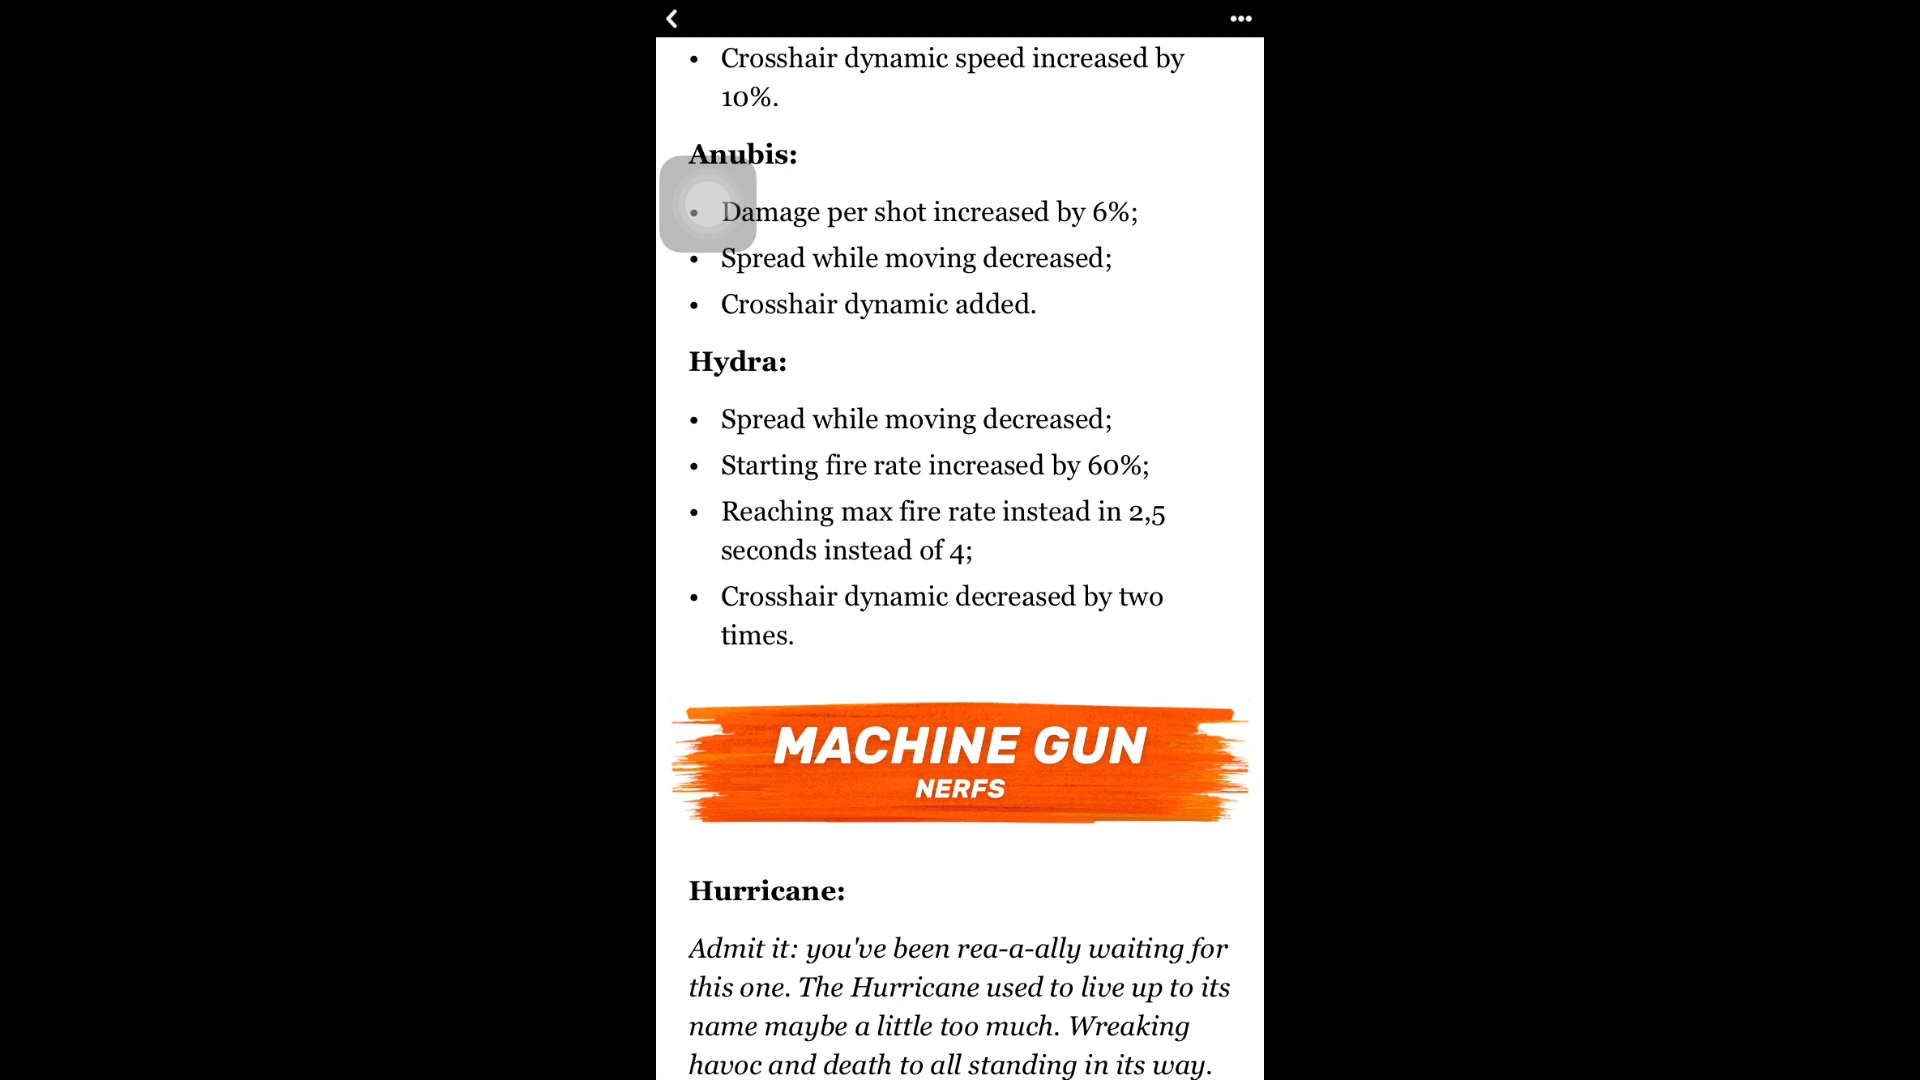 • Crosshair dynamic speed increased by
10%.
Anubis:
• Damage per shot increased by 6%;
• Spread while moving decreased;
• Crosshair dynamic added.
Hydra:
• Spread while moving decreased;
• Starting fire rate increased by 60%;
• Reaching max fire rate instead in 2,5
seconds instead of 4;
• Crosshair dynamic decreased by two
times.
MACHINE GUN
NERFS
Hurricane:
Admit it: you've been rea-a-ally waiting for
this one. The Hurricane used to live up to its
name maybe a little too much. Wreaking
havoc and death to all standing in its way.